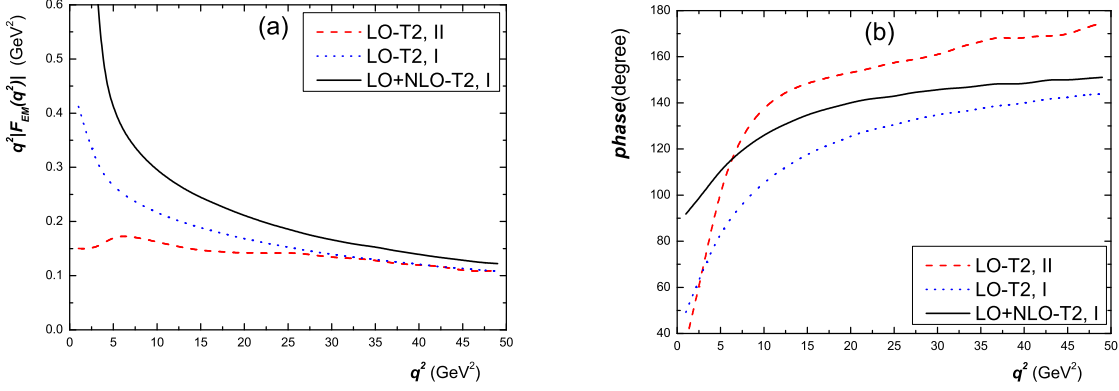 (a)
LO-T2, II
LO-T2, I
LO+NLO-T2, I
q²|F_EM(q²)| (GeV²)
0.6
0.5
0.4
0.3
0.2
0.1
0.0
0 5 10 15 20 25 30 35 40 45 50
q² (GeV²)
(b)
phase(degree)
180
160
140
120
100
80
60
40
LO-T2, II
LO-T2, I
LO+NLO-T2, I
0 5 10 15 20 25 30 35 40 45 50
q² (GeV²)